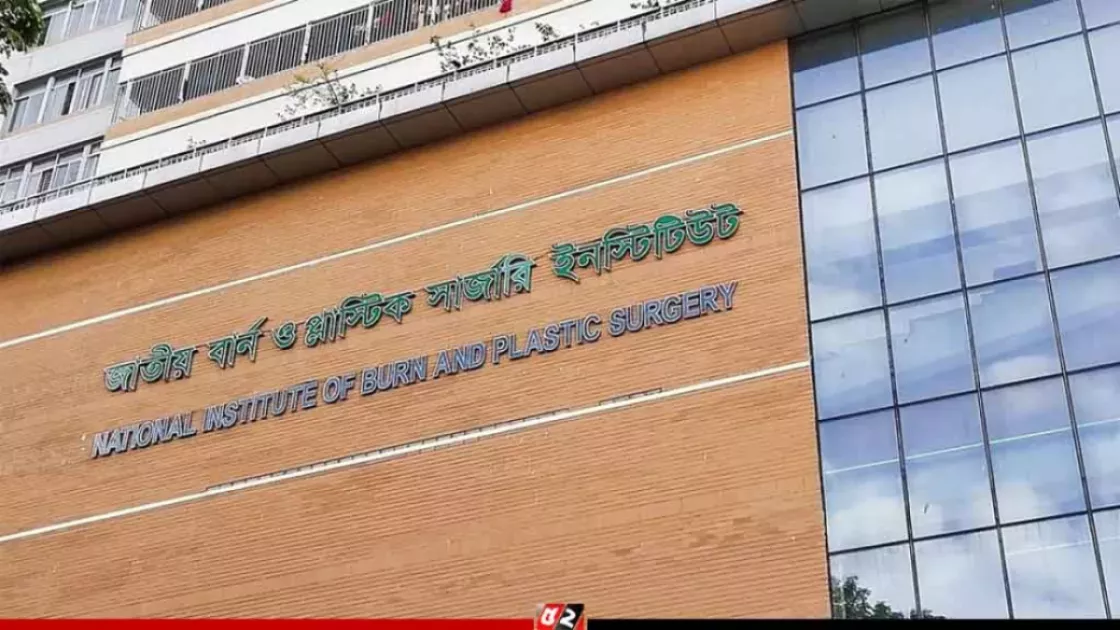 জাতীয় বার্ন ও প্লাস্টিক সার্জারি ইনস্টিটিউট
NATIONAL INSTITUTE OF BURN AND PLASTIC SURGERY